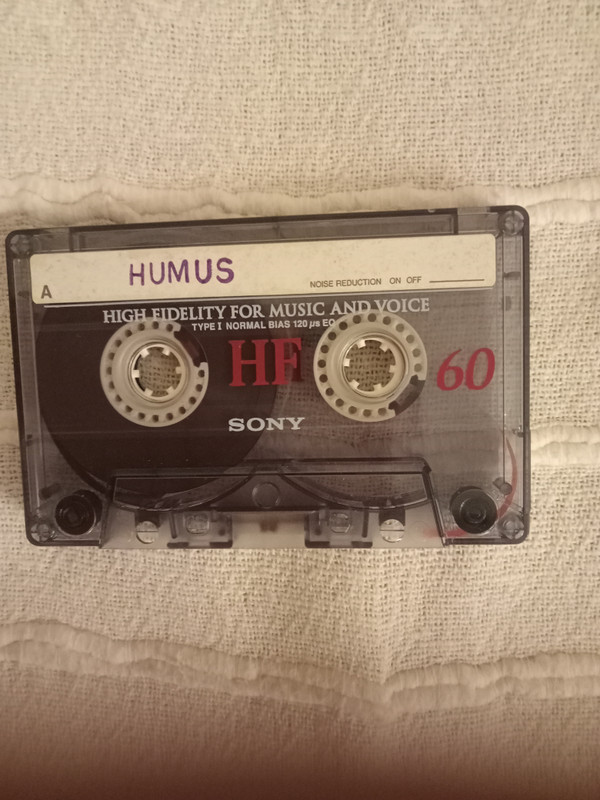 HUMUS
A NOISE REDUCTION ON OFF
HIGH FIDELITY FOR MUSIC AND VOICE
TYPE I NORMAL BIAS 120 µs EQ
HF 60
SONY